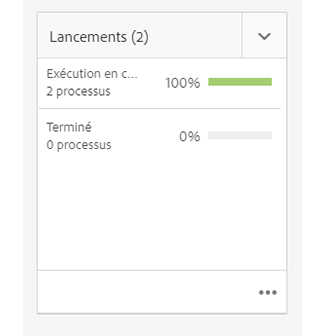 Lancements (2)
Exécution en c...
2 processus
100%
Terminé
0 processus
0%